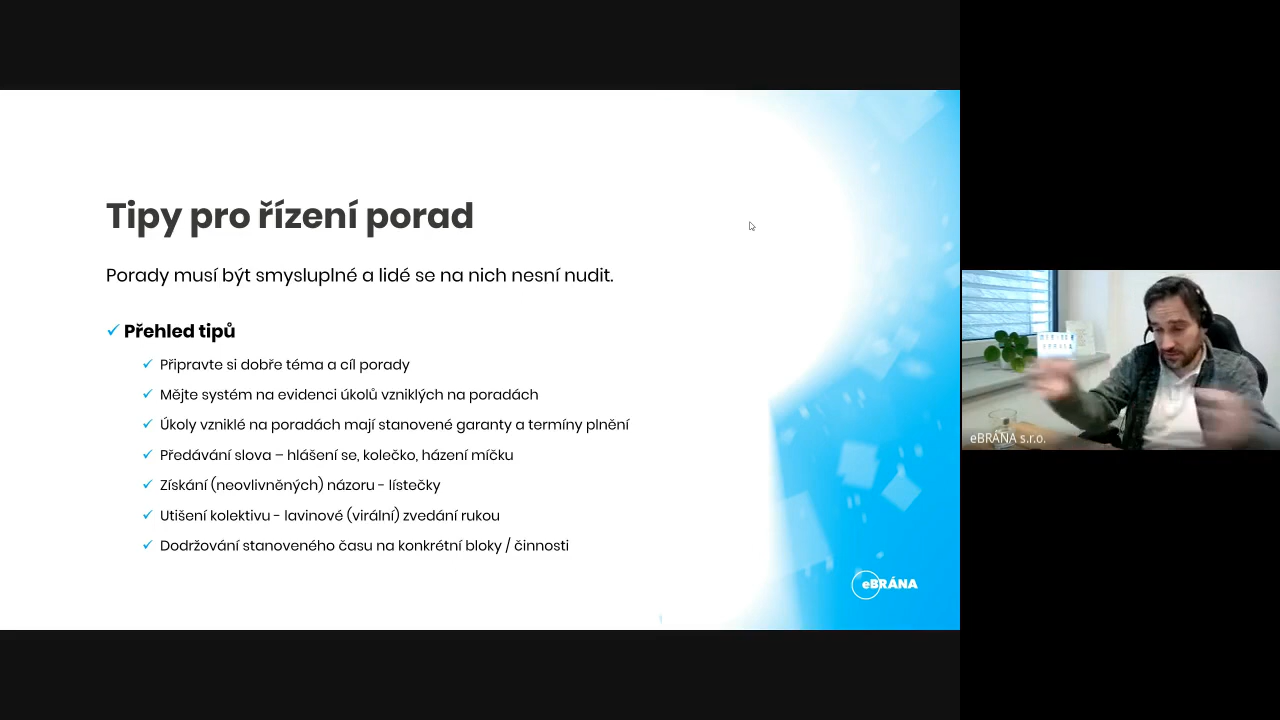 Tipy pro řízení porad
Porady musí být smysluplné a lidé se na nich nesní nudit.
Přehled tipů
Připravte si dobře téma a cíl porady
Mějte systém na evidenci úkolů vzniklých na poradách
Úkoly vzniklé na poradách mají stanovené garanty a termíny plnění
Předávání slova – hlášení se, kolečko, házení míčku
Získání (neovlivněných) názoru - lístečky
Utišení kolektivu - lavinové (virální) zvedání rukou
Dodržování stanoveného času na konkrétní bloky / činnosti
eBRÁNA
eBRÁNA s.r.o.